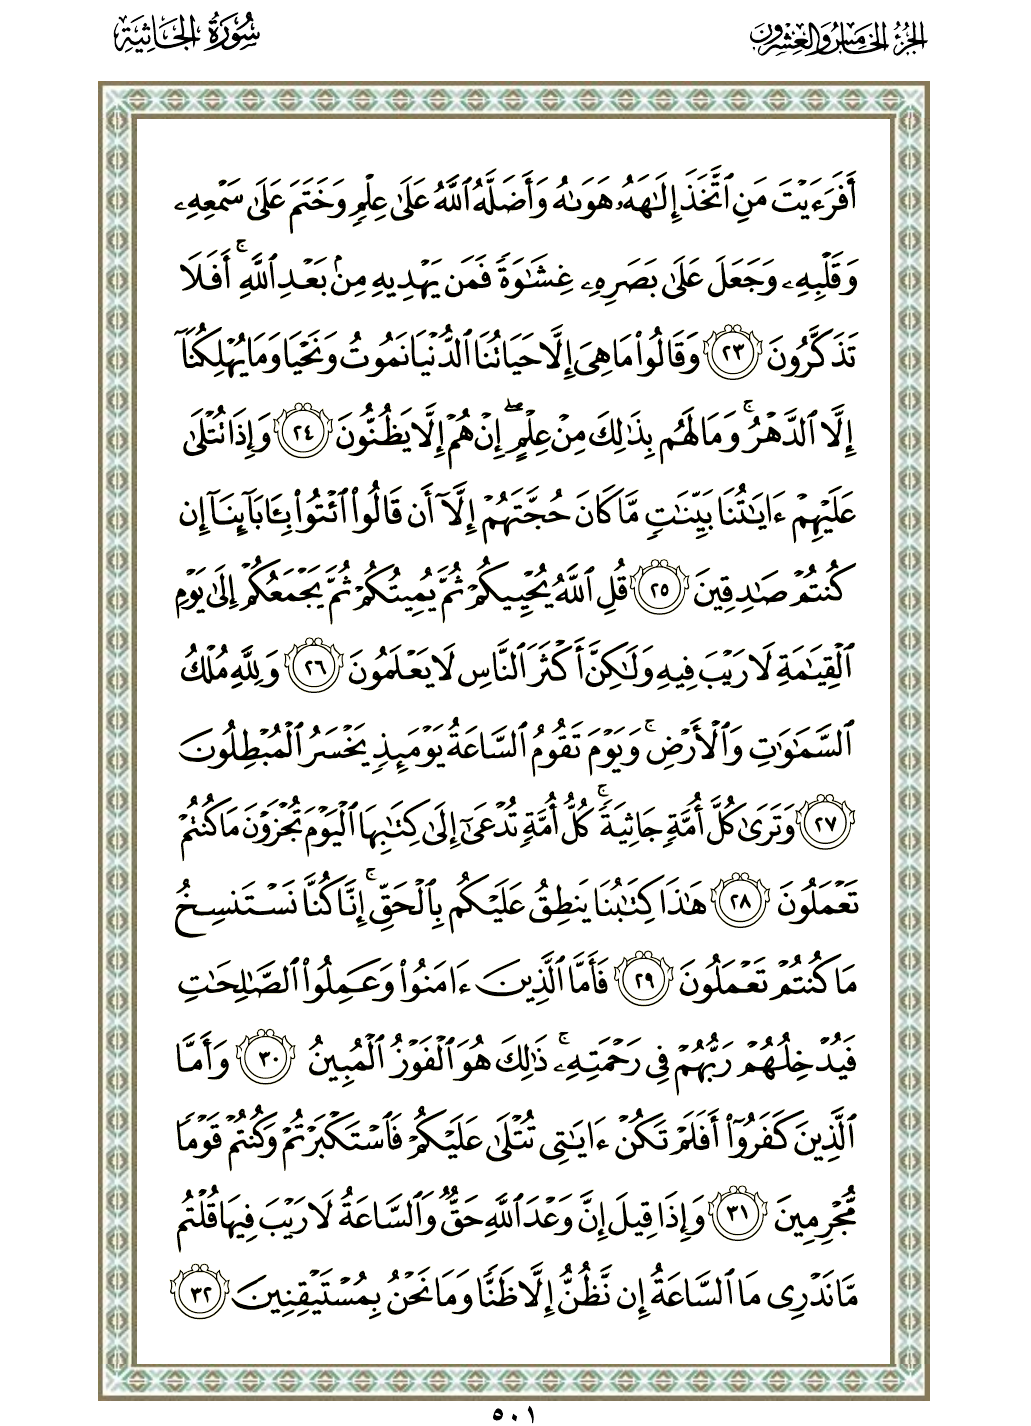 الجزء الخامس والعشرون
سُورَةُ الجَاثِيَة
أَفَرَءَيْتَ مَنِ ٱتَّخَذَ إِلَٰهَهُۥ هَوَىٰهُ وَأَضَلَّهُ ٱللَّهُ عَلَىٰ عِلْمٍ وَخَتَمَ عَلَىٰ سَمْعِهِۦ
وَقَلْبِهِۦ وَجَعَلَ عَلَىٰ بَصَرِهِۦ غِشَٰوَةً فَمَن يَهْدِيهِ مِنۢ بَعْدِ ٱللَّهِ ۚ أَفَلَا
تَذَكَّرُونَ ٢٣ وَقَالُوا۟ مَا هِىَ إِلَّا حَيَاتُنَا ٱلدُّنْيَا نَمُوتُ وَنَحْيَا وَمَا يُهْلِكُنَآ
إِلَّا ٱلدَّهْرُ ۚ وَمَا لَهُم بِذَٰلِكَ مِنْ عِلْمٍ ۖ إِنْ هُمْ إِلَّا يَظُنُّونَ ٢٤ وَإِذَا تُتْلَىٰ
عَلَيْهِمْ ءَايَٰتُنَا بَيِّنَٰتٍ مَّا كَانَ حُجَّتَهُمْ إِلَّآ أَن قَالُوا۟ ٱئْتُوا۟ بِـَٔابَآئِنَآ إِن
كُنتُمْ صَٰدِقِينَ ٢٥ قُلِ ٱللَّهُ يُحْيِيكُمْ ثُمَّ يُمِيتُكُمْ ثُمَّ يَجْمَعُكُمْ إِلَىٰ يَوْمِ
ٱلْقِيَٰمَةِ لَا رَيْبَ فِيهِ وَلَٰكِنَّ أَكْثَرَ ٱلنَّاسِ لَا يَعْلَمُونَ ٢٦ وَلِلَّهِ مُلْكُ
ٱلسَّمَٰوَٰتِ وَٱلْأَرْضِ ۚ وَيَوْمَ تَقُومُ ٱلسَّاعَةُ يَوْمَئِذٍ يَخْسَرُ ٱلْمُبْطِلُونَ
٢٧ وَتَرَىٰ كُلَّ أُمَّةٍ جَاثِيَةً ۚ كُلُّ أُمَّةٍ تُدْعَىٰٓ إِلَىٰ كِتَٰبِهَا ٱلْيَوْمَ تُجْزَوْنَ مَا كُنتُمْ
تَعْمَلُونَ ٢٨ هَٰذَا كِتَٰبُنَا يَنطِقُ عَلَيْكُم بِٱلْحَقِّ ۚ إِنَّا كُنَّا نَسْتَنسِخُ
مَا كُنتُمْ تَعْمَلُونَ ٢٩ فَأَمَّا ٱلَّذِينَ ءَامَنُوا۟ وَعَمِلُوا۟ ٱلصَّٰلِحَٰتِ
فَيُدْخِلُهُمْ رَبُّهُمْ فِى رَحْمَتِهِۦ ۚ ذَٰلِكَ هُوَ ٱلْفَوْزُ ٱلْمُبِينُ ٣٠ وَأَمَّا
ٱلَّذِينَ كَفَرُوٓا۟ أَفَلَمْ تَكُنْ ءَايَٰتِى تُتْلَىٰ عَلَيْكُمْ فَٱسْتَكْبَرْتُمْ وَكُنتُمْ قَوْمًا
مُّجْرِمِينَ ٣١ وَإِذَا قِيلَ إِنَّ وَعْدَ ٱللَّهِ حَقٌّ وَٱلسَّاعَةُ لَا رَيْبَ فِيهَا قُلْتُم
مَّا نَدْرِى مَا ٱلسَّاعَةُ إِن نَّظُنُّ إِلَّا ظَنًّا وَمَا نَحْنُ بِمُسْتَيْقِنِينَ ٣٢
٥٠١